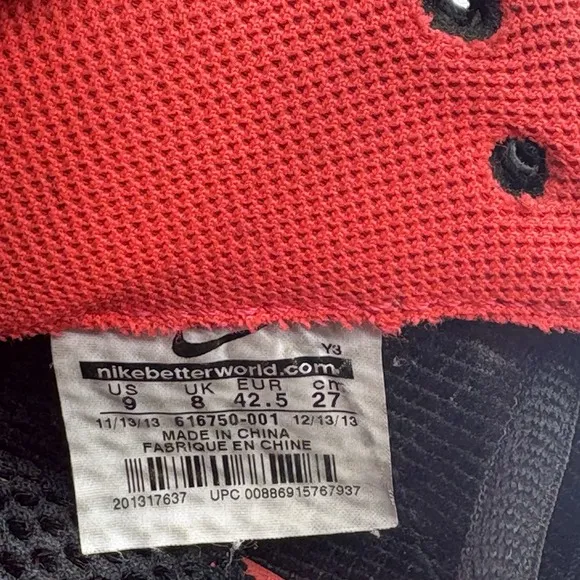 Y3
nikebetterworld.com
US UK EUR cm
9 8 42.5 27
11/13/13 616750-001 12/13/13
MADE IN CHINA
FABRIQUE EN CHINE
201317637 UPC 00886915767937